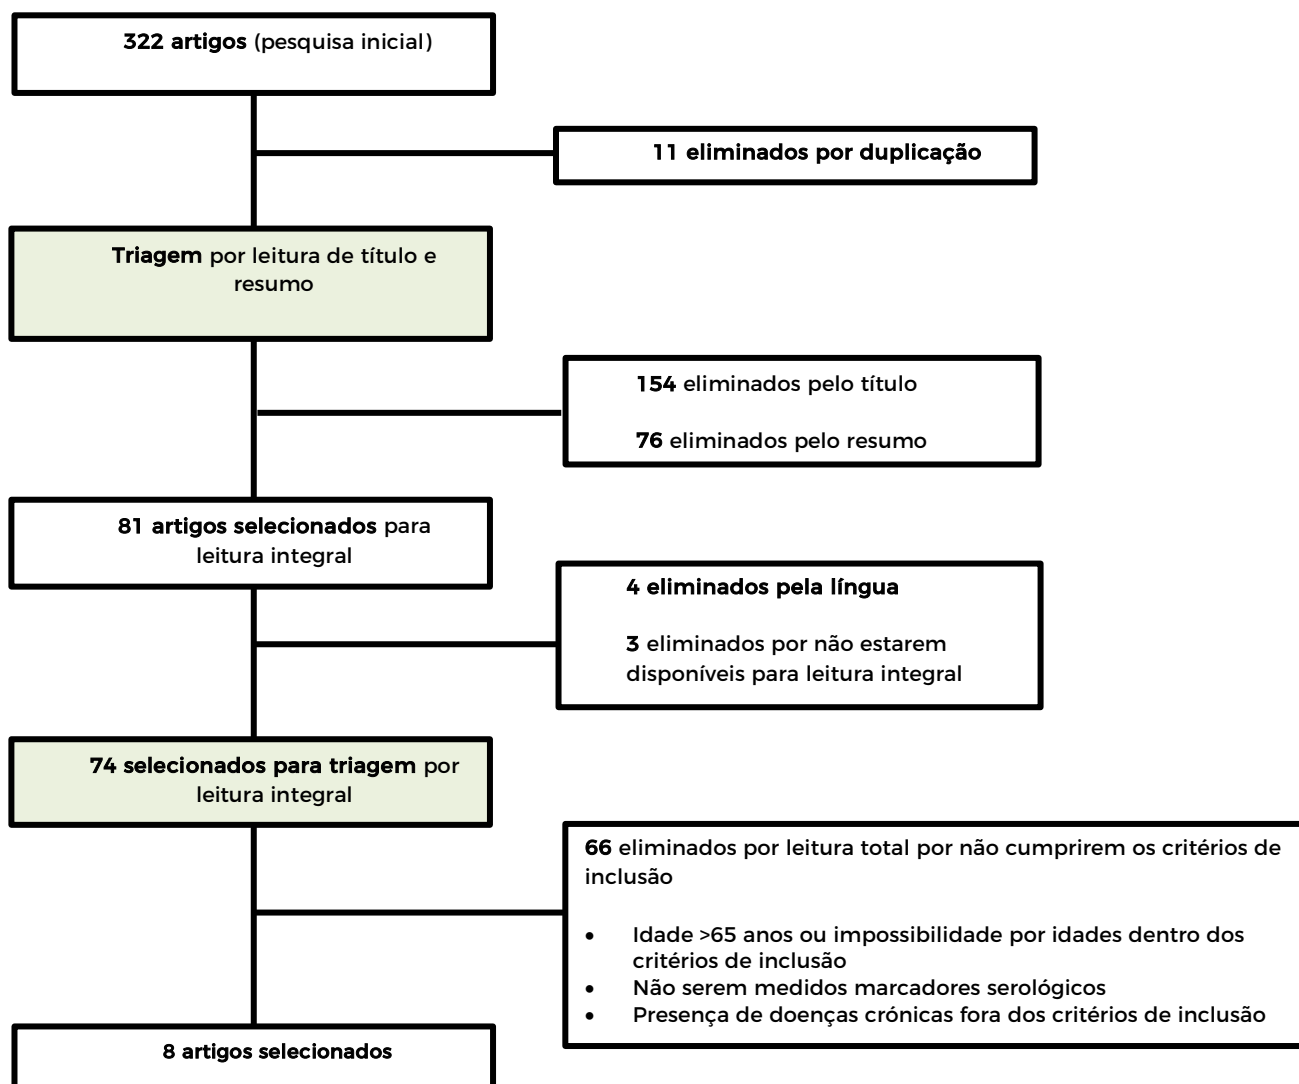 322 artigos (pesquisa inicial)
11 eliminados por duplicação
Triagem por leitura de título e
resumo
154 eliminados pelo título
76 eliminados pelo resumo
81 artigos selecionados para
leitura integral
4 eliminados pela língua
3 eliminados por não estarem
disponíveis para leitura integral
74 selecionados para triagem por
leitura integral
66 eliminados por leitura total por não cumprirem os critérios de
inclusão
• Idade >65 anos ou impossibilidade por idades dentro dos
critérios de inclusão
• Não serem medidos marcadores serológicos
• Presença de doenças crónicas fora dos critérios de inclusão
8 artigos selecionados